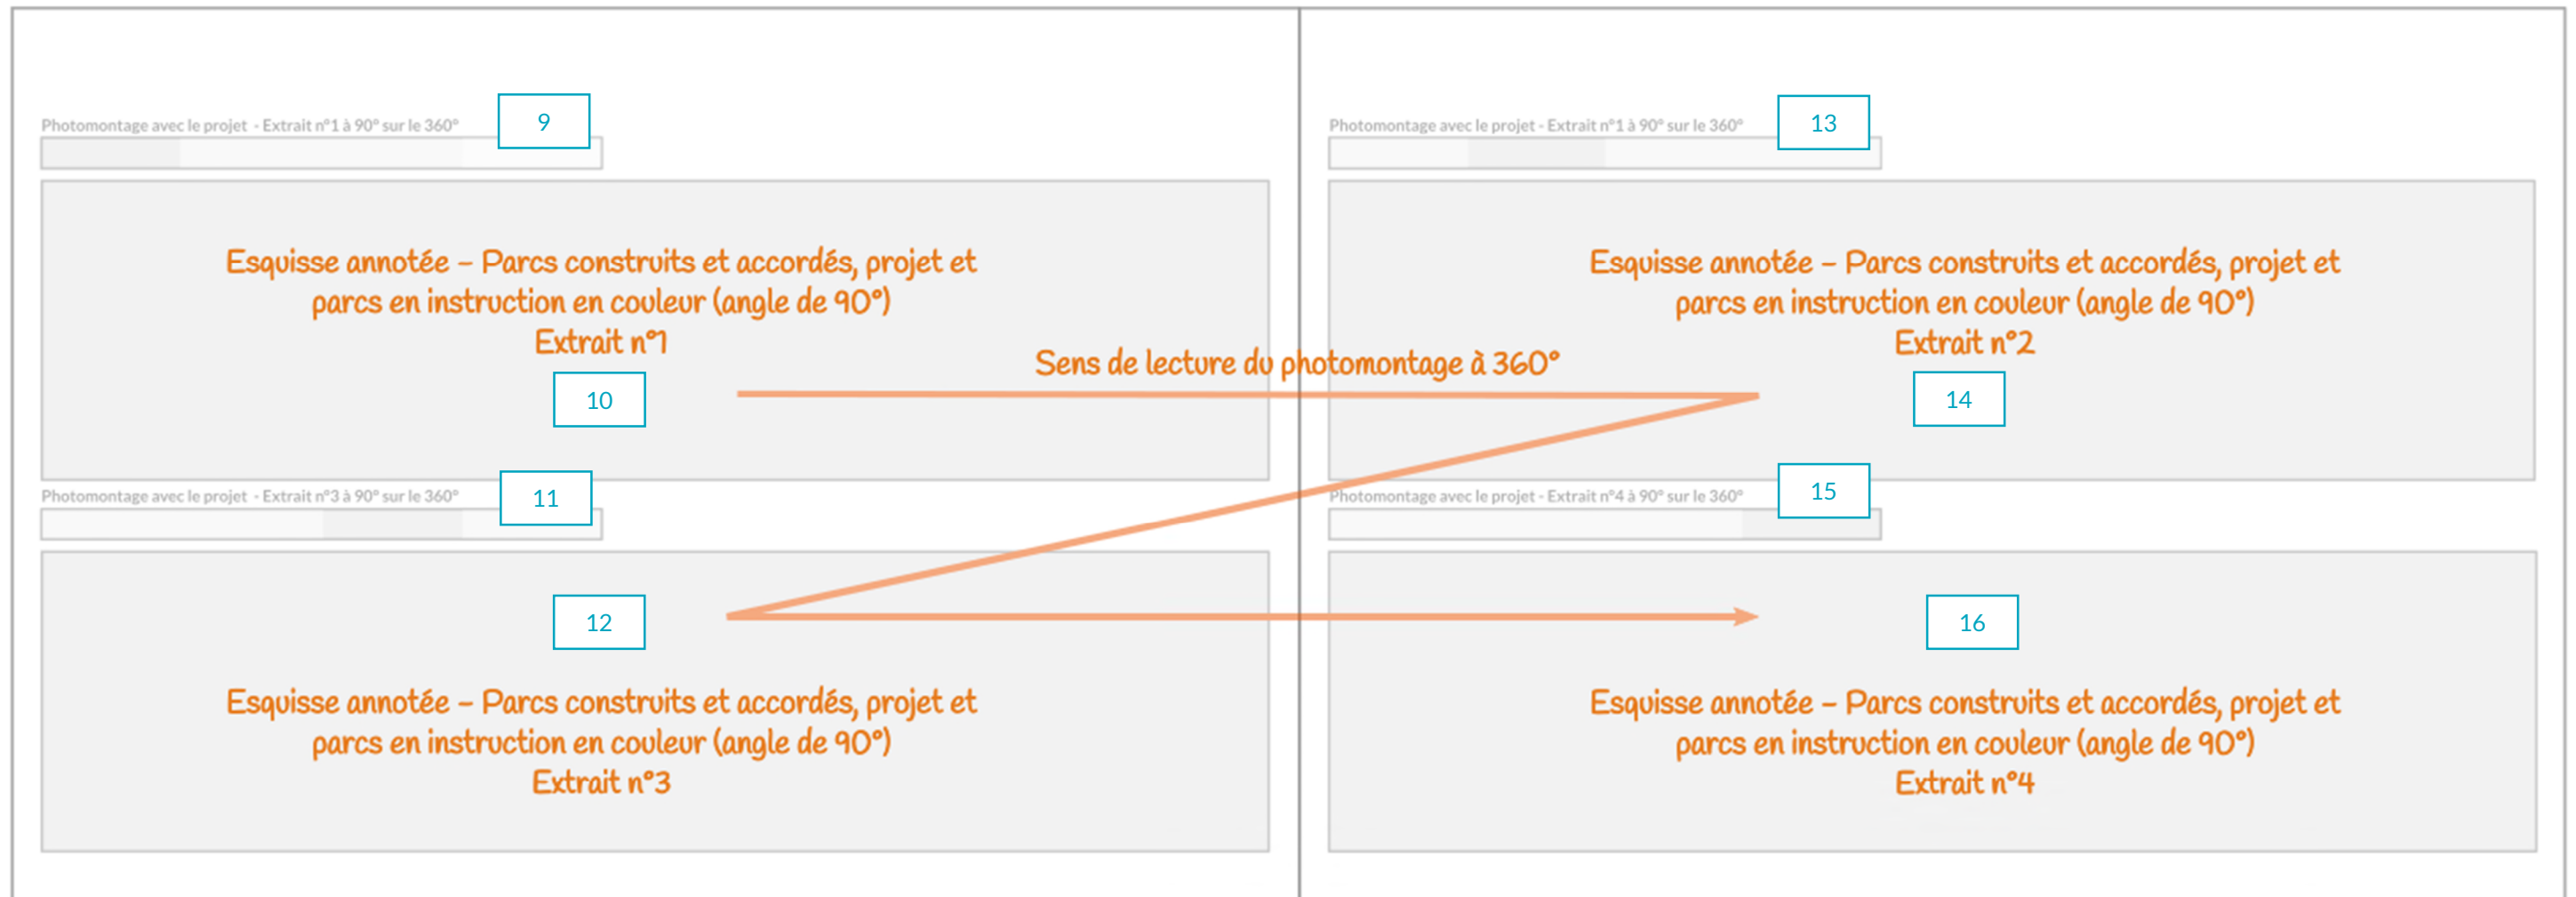 Photomontage avec le projet - Extrait n°1 à 90° sur le 360°
9
Esquisse annotée – Parcs construits et accordés, projet et
parcs en instruction en couleur (angle de 90°)
Extrait n°1
10
Photomontage avec le projet - Extrait n°1 à 90° sur le 360°
13
Esquisse annotée – Parcs construits et accordés, projet et
parcs en instruction en couleur (angle de 90°)
Extrait n°2
14
Sens de lecture du photomontage à 360°
Photomontage avec le projet - Extrait n°3 à 90° sur le 360°
11
12
Esquisse annotée – Parcs construits et accordés, projet et
parcs en instruction en couleur (angle de 90°)
Extrait n°3
Photomontage avec le projet - Extrait n°4 à 90° sur le 360°
15
16
Esquisse annotée – Parcs construits et accordés, projet et
parcs en instruction en couleur (angle de 90°)
Extrait n°4